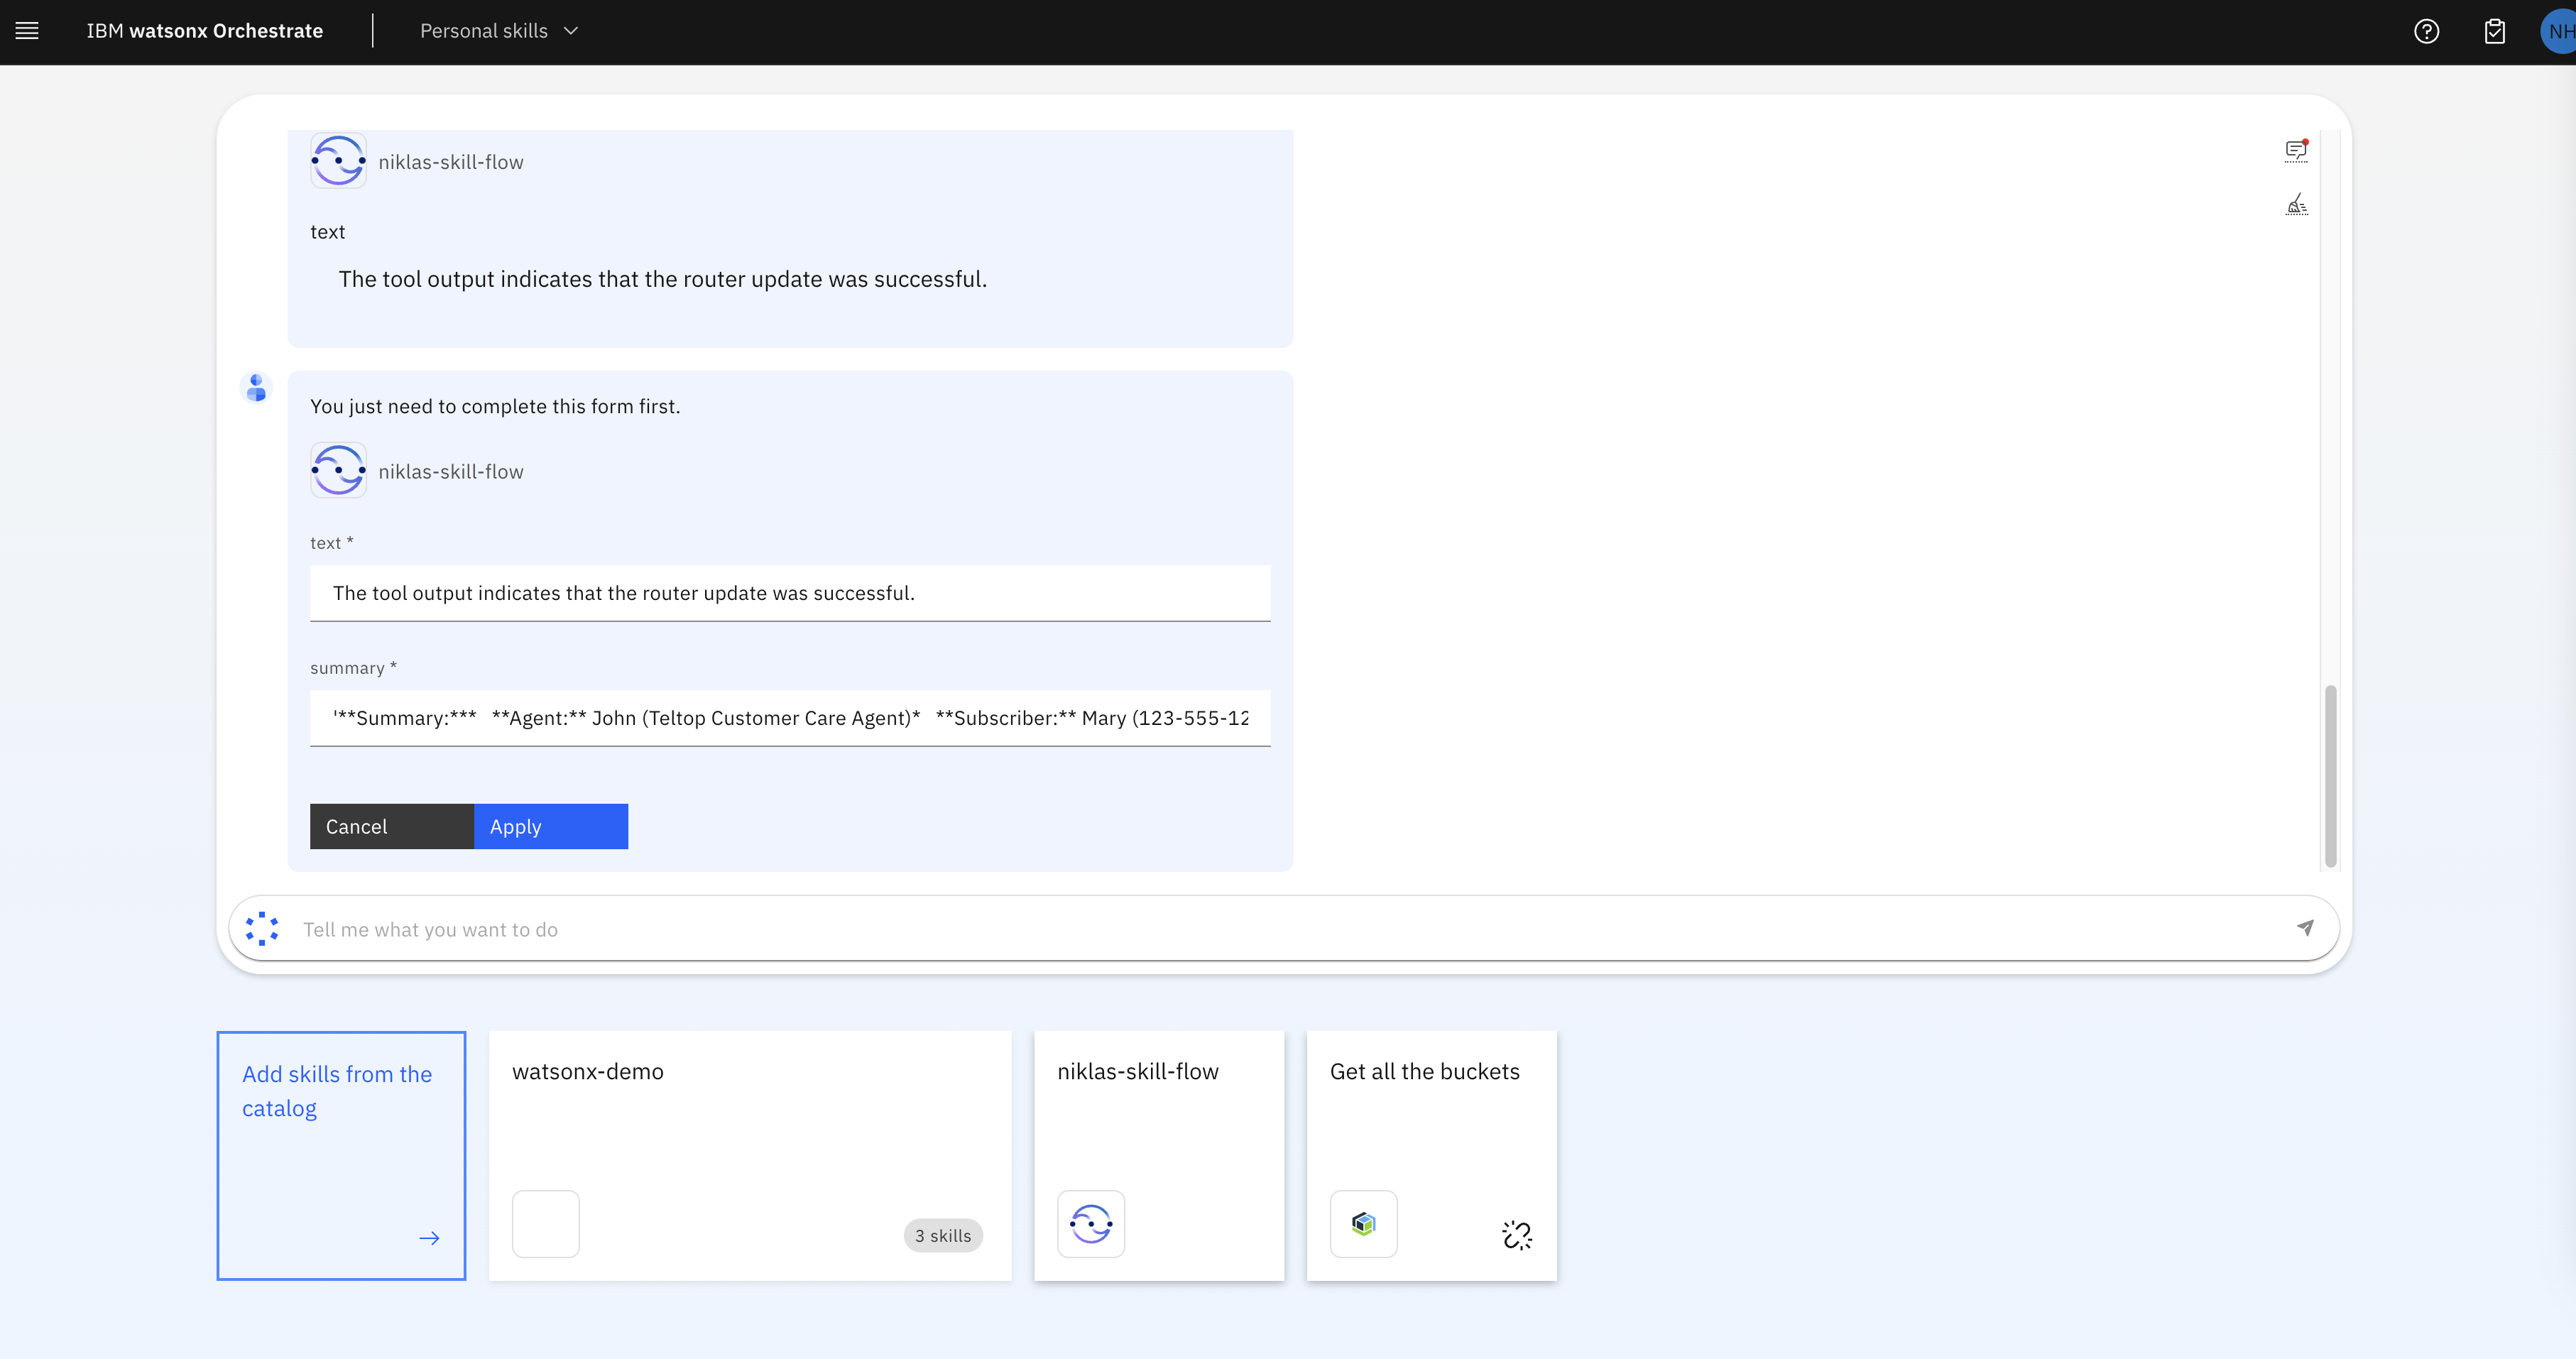 IBM watsonx Orchestrate
Personal skills
NH
niklas-skill-flow
text
The tool output indicates that the router update was successful.
You just need to complete this form first.
niklas-skill-flow
text *
The tool output indicates that the router update was successful.
summary *
'**Summary:*** **Agent:** John (Teltop Customer Care Agent)* **Subscriber:** Mary (123-555-12
Cancel
Apply
Tell me what you want to do
Add skills from the
catalog
watsonx-demo
3 skills
niklas-skill-flow
Get all the buckets